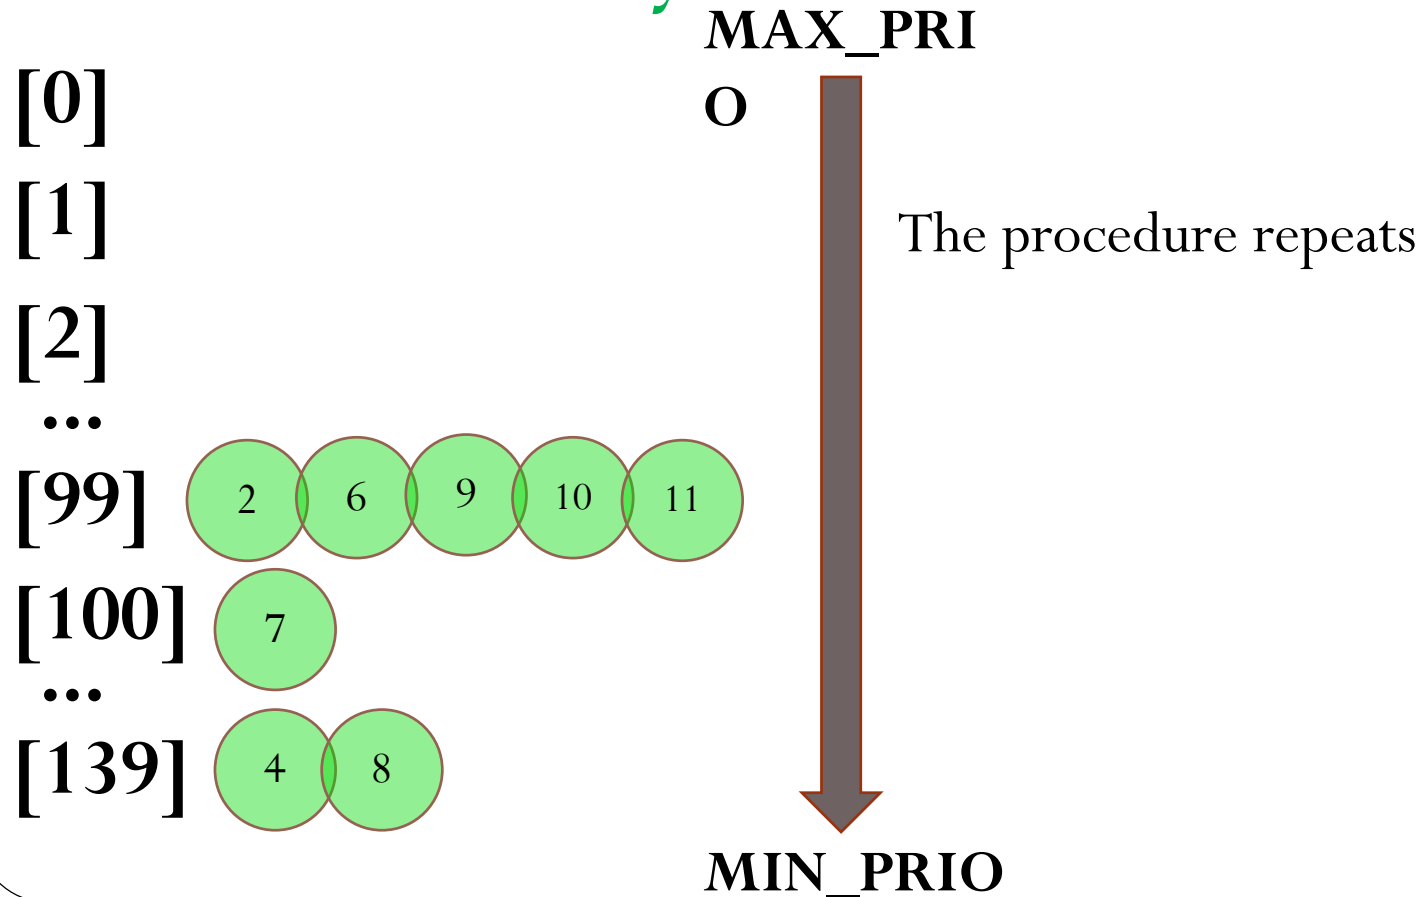 MAX_PRI
O
[0]
[1]
The procedure repeats
[2]
...
[99] 2 6 9 10 11
[100] 7
...
[139] 4 8
MIN_PRIO